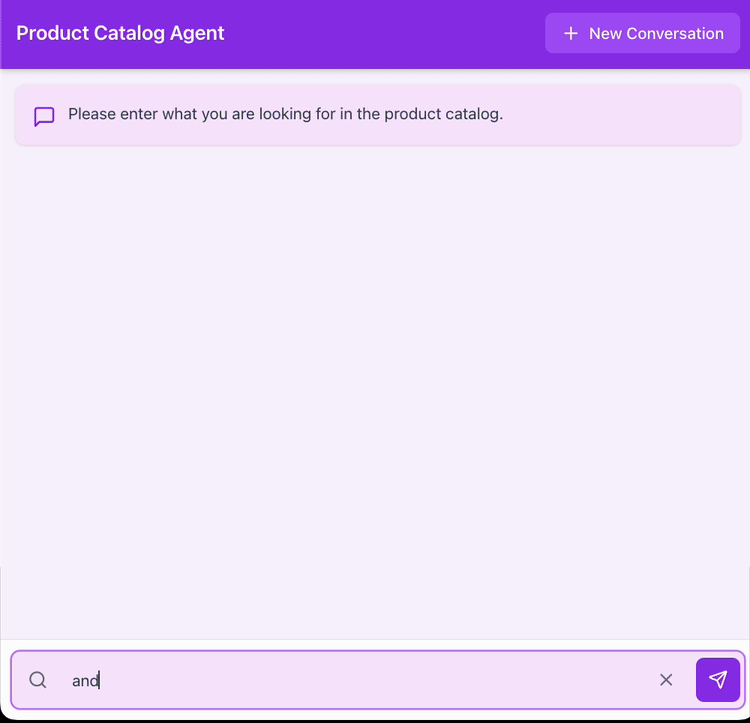 Product Catalog Agent
New Conversation
Please enter what you are looking for in the product catalog.
and